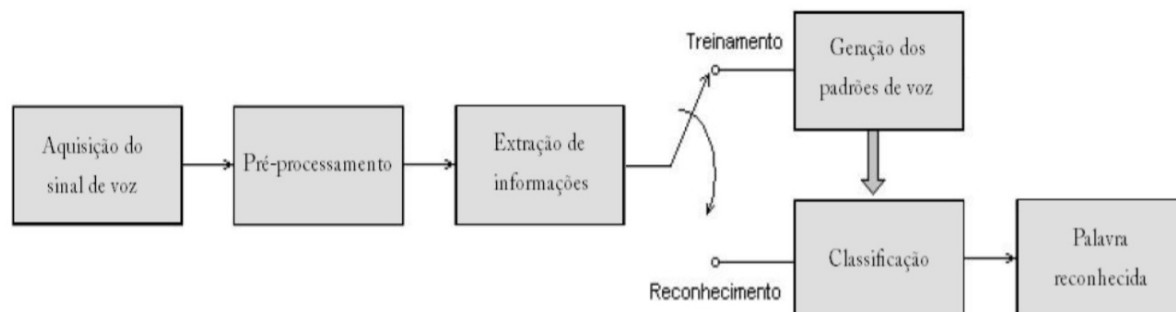 Aquisição do
sinal de voz
Pré-processamento
Extração de
informações
Treinamento
Geração dos
padrões de voz
Reconhecimento
Classificação
Palavra
reconhecida